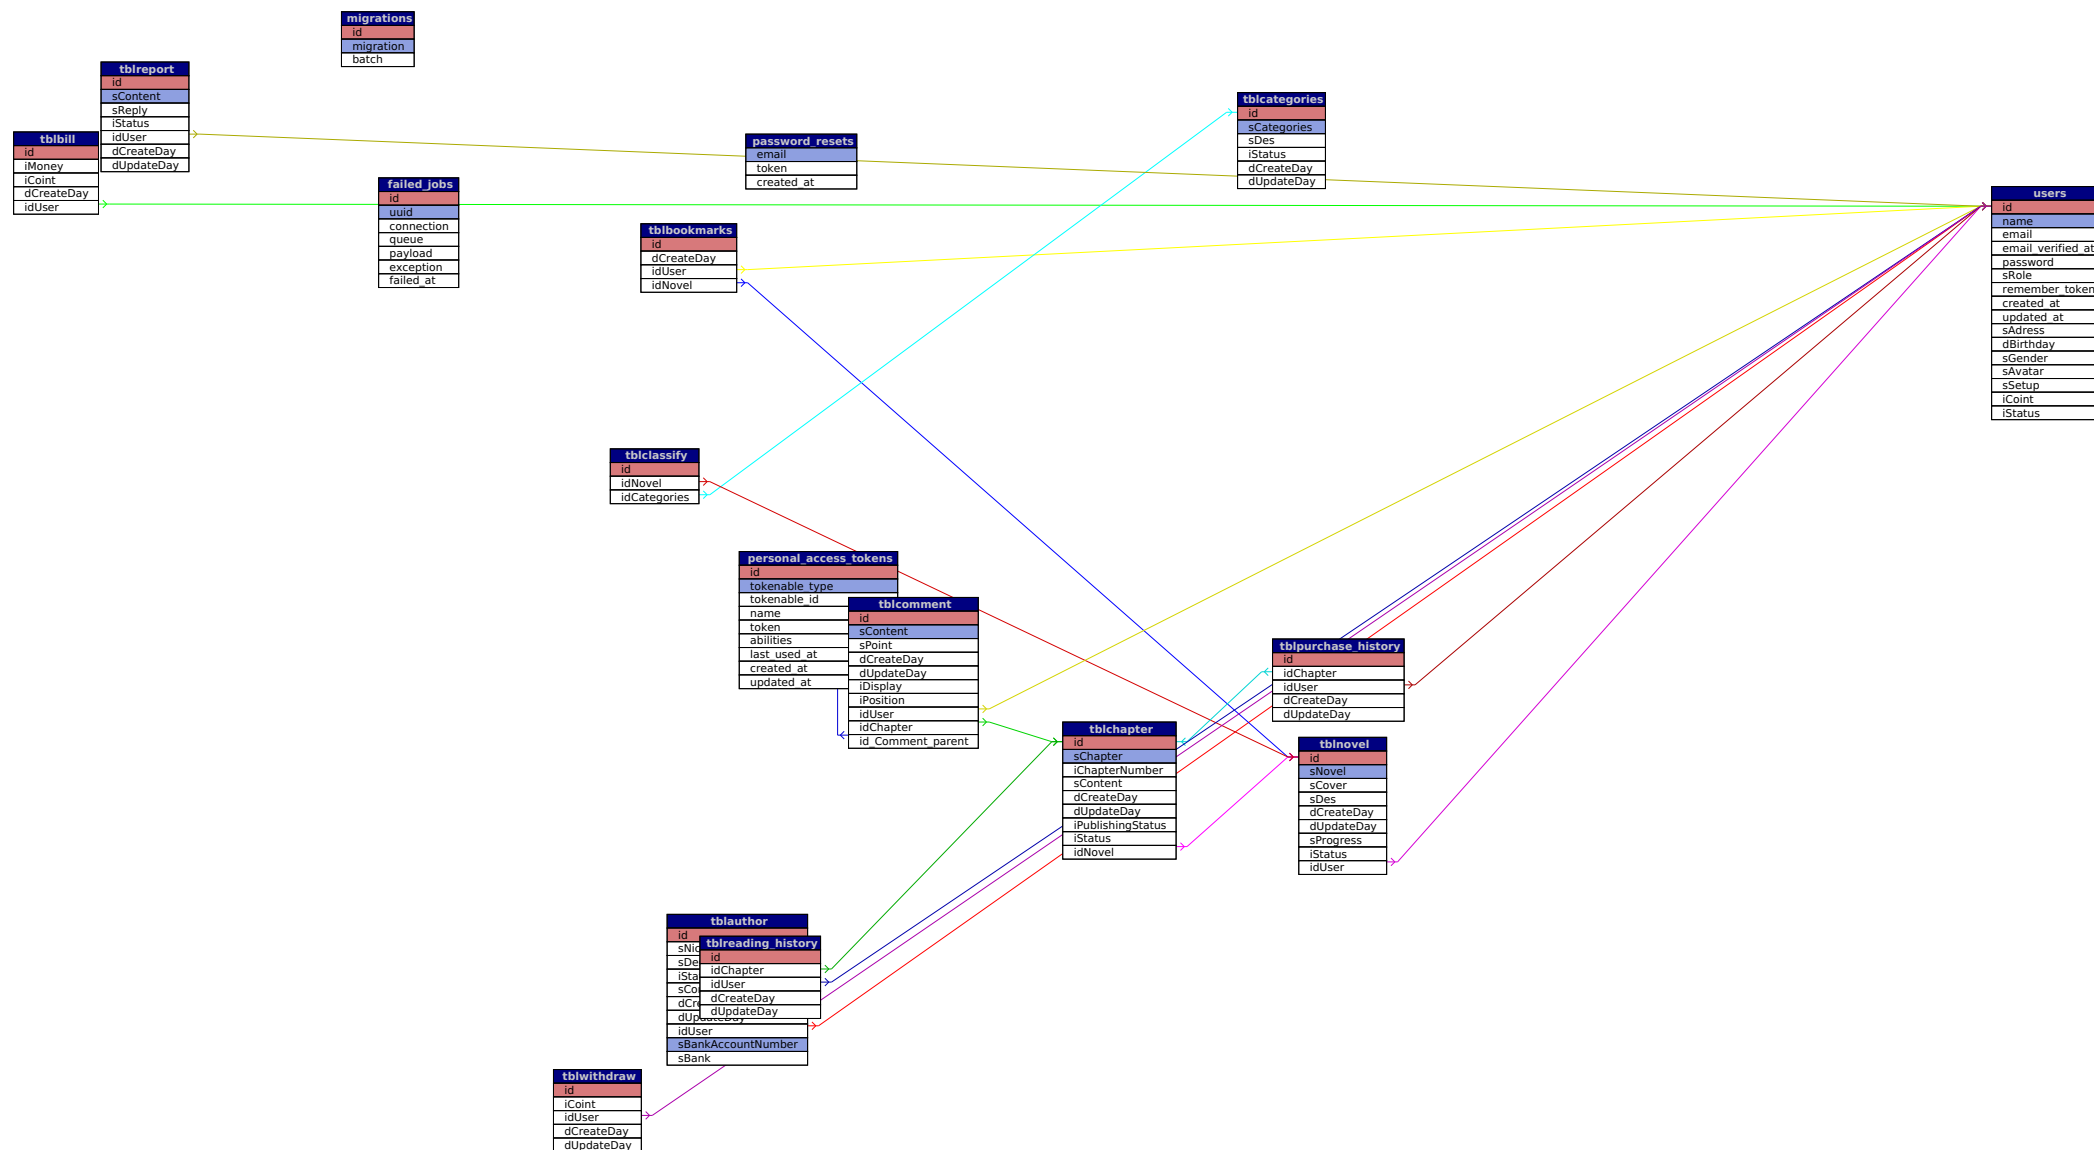 migrations
id
migration
batch
tblreport
id
sContent
sReply
iStatus
idUser
dCreateDay
dUpdateDay
tblbill
id
iMoney
iCoint
dCreateDay
idUser
failed_jobs
id
uuid
connection
queue
payload
exception
failed_at
password_resets
email
token
created_at
tblcategories
id
sCategories
sDes
iStatus
dCreateDay
dUpdateDay
users
id
name
email
email_verified_at
password
sRole
remember_token
created_at
updated_at
sAdress
dBirthday
sGender
sAvatar
sSetup
iCoint
iStatus
tblbookmarks
id
dCreateDay
idUser
idNovel
tblclassify
id
idNovel
idCategories
personal_access_tokens
id
tokenable_type
tokenable_id
name
token
abilities
last_used_at
created_at
updated_at
tblcomment
id
sContent
sPoint
dCreateDay
dUpdateDay
iDisplay
iPosition
idUser
idChapter
id_Comment_parent
tblpurchase_history
id
idChapter
idUser
dCreateDay
dUpdateDay
tblchapter
id
sChapter
iChapterNumber
sContent
dCreateDay
dUpdateDay
iPublishingStatus
iStatus
idNovel
tblnovel
id
sNovel
sCover
sDes
dCreateDay
dUpdateDay
sProgress
iStatus
idUser
tblauthor
id
idUser
sBankAccountNumber
sBank
tblreading_history
id
idChapter
idUser
dCreateDay
dUpdateDay
tblwithdraw
id
iCoint
idUser
dCreateDay
dUpdateDay